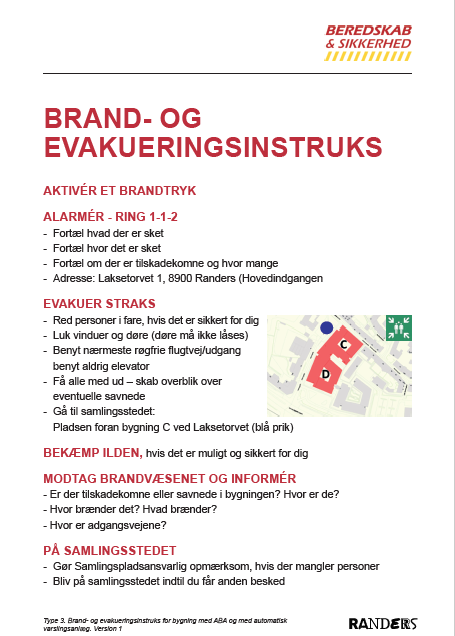 BEREDSKAB
& SIKKERHED
BRAND- OG
EVAKUERINGSINSTRUKS
AKTIVÉR ET BRANDTRYK
ALARMÉR - RING 1-1-2
- Fortæl hvad der er sket
- Fortæl hvor det er sket
- Fortæl om der er tilskadekomne og hvor mange
- Adresse: Laksetorvet 1, 8900 Randers (Hovedindgangen
EVAKUER STRAKS
- Red personer i fare, hvis det er sikkert for dig
- Luk vinduer og døre (døre må ikke låses)
- Benyt nærmeste røgfrie flugtvej/udgang
benyt aldrig elevator
- Få alle med ud – skab overblik over
eventuelle savnede
- Gå til samlingsstedet:
Pladsen foran bygning C ved Laksetorvet (blå prik)
C
D
BEKÆMP ILDEN, hvis det er muligt og sikkert for dig
MODTAG BRANDVÆSENET OG INFORMÉR
- Er der tilskadekomne eller savnede i bygningen? Hvor er de?
- Hvor brænder det? Hvad brænder?
- Hvor er adgangsvejene?
PÅ SAMLINGSSTEDET
- Gør Samlingspladsansvarlig opmærksom, hvis der mangler personer
- Bliv på samlingsstedet indtil du får anden besked
Type 3. Brand- og evakueringsinstruks for bygning med ABA og med automatisk
varslingsanlæg. Version 1
RANDERS